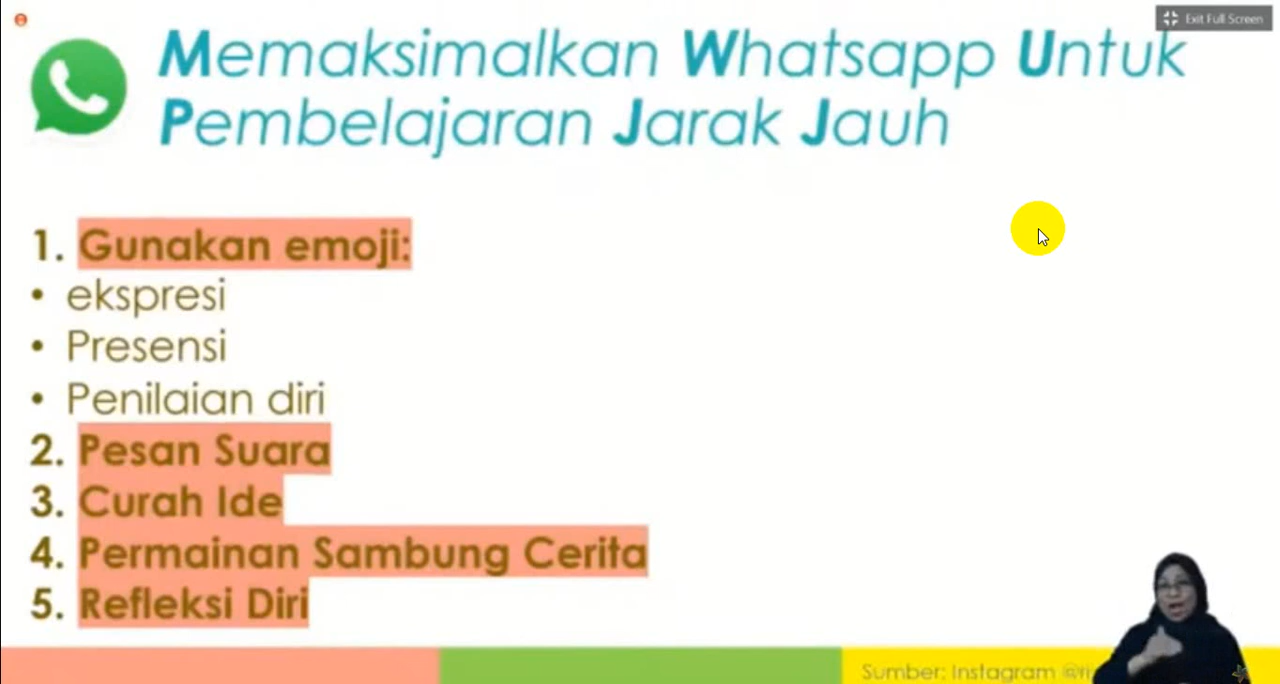 Exit Full Screen
Memaksimalkan Whatsapp Untuk
Pembelajaran Jarak Jauh
1. Gunakan emoji:
• ekspresi
• Presensi
• Penilaian diri
2. Pesan Suara
3. Curah Ide
4. Permainan Sambung Cerita
5. Refleksi Diri
Sumber: Instagram